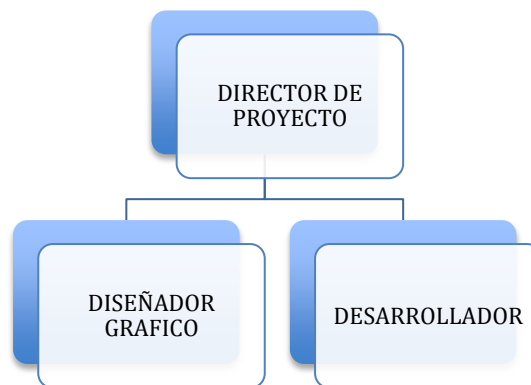 DIRECTOR DE
PROYECTO
DISEÑADOR
GRAFICO
DESARROLLADOR